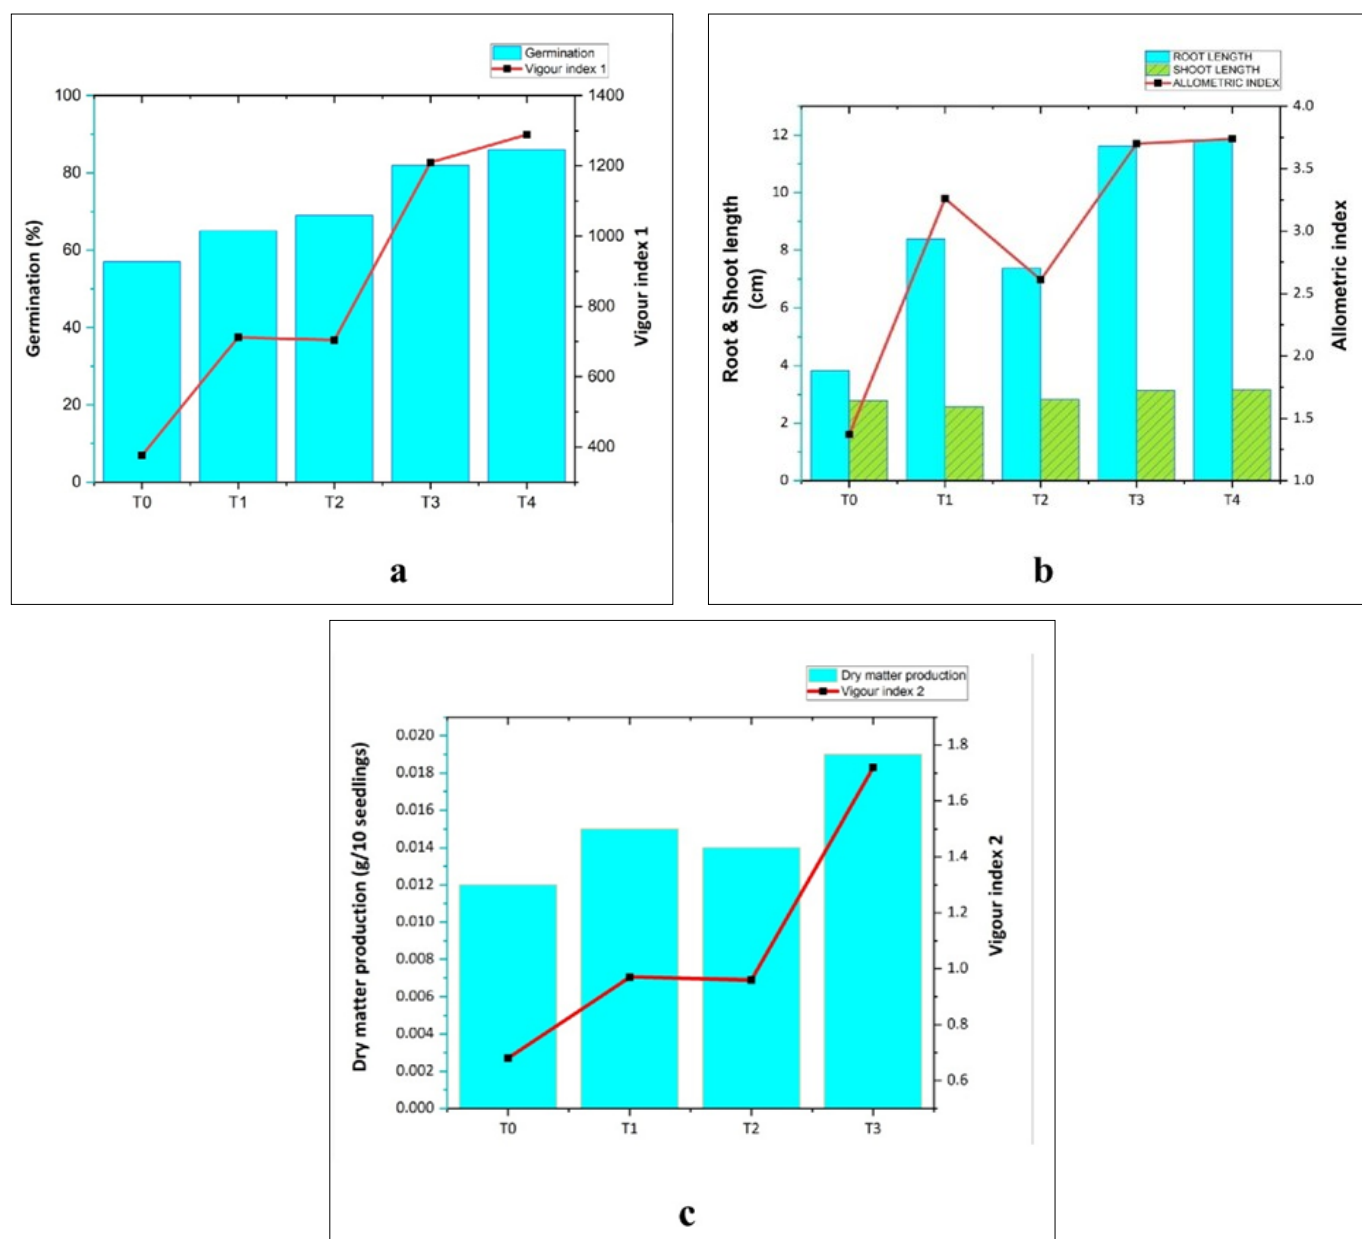 Germination
Vigour index 1
100
80
60
40
20
0
Germination (%)
1400
1200
1000
800
600
400
Vigour index 1
T0 T1 T2 T3 T4
a
ROOT LENGTH
SHOOT LENGTH
ALLOMETRIC INDEX
12
10
8
6
4
2
0
Root & Shoot length
(cm)
4.0
3.5
3.0
2.5
2.0
1.5
1.0
Allometric index
T0 T1 T2 T3 T4
b
Dry matter production
Vigour index 2
0.020
0.018
0.016
0.014
0.012
0.010
0.008
0.006
0.004
0.002
0.000
Dry matter production (g/10 seedlings)
1.8
1.6
1.4
1.2
1.0
0.8
0.6
Vigour index 2
T0 T1 T2 T3
c